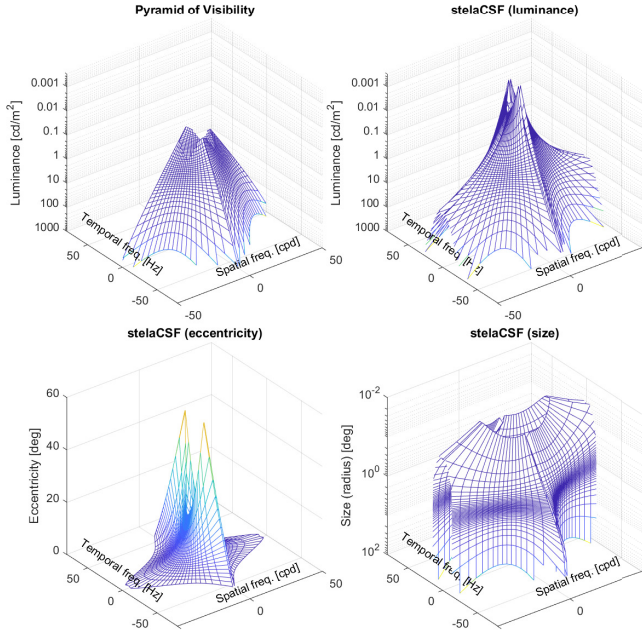 Pyramid of Visibility
0.001
0.01
0.1
1
10
100
1000
Luminance [cd/m²]
Temporal freq. [Hz]
Spatial freq. [cpd]
50
0
-50
-50
0
50
stelaCSF (luminance)
0.001
0.01
0.1
1
10
100
1000
Luminance [cd/m²]
Temporal freq. [Hz]
Spatial freq. [cpd]
50
0
-50
-50
0
stelaCSF (eccentricity)
60
40
20
0
Eccentricity [deg]
Temporal freq. [Hz]
Spatial freq. [cpd]
50
0
-50
0
50
stelaCSF (size)
10⁻²
10⁰
10²
Size (radius) [deg]
Temporal freq. [Hz]
Spatial freq. [cpd]
50
0
-50
0